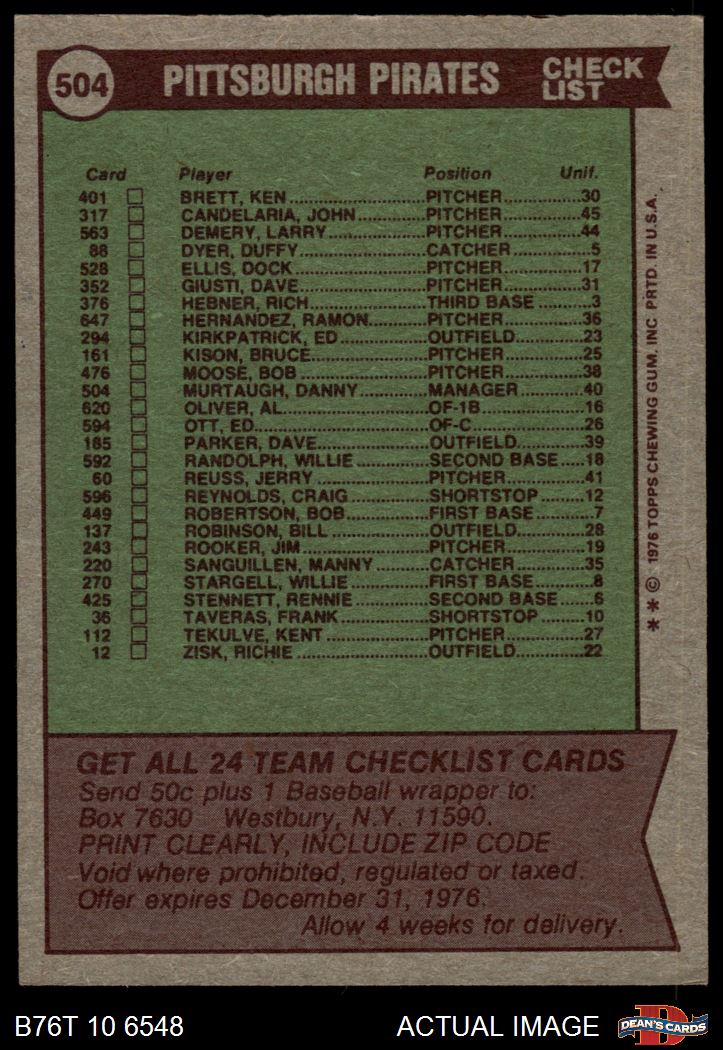 504 PITTSBURGH PIRATES CHECK LIST
Card Player Position Unif.
401 BRETT, KEN PITCHER 30
317 CANDELARIA, JOHN PITCHER 45
563 DEMERY, LARRY PITCHER 44
88 DYER, DUFFY CATCHER 5
528 ELLIS, DOCK PITCHER 17
352 GIUSTI, DAVE PITCHER 31
376 HEBNER, RICH THIRD BASE 3
647 HERNANDEZ, RAMON PITCHER 36
294 KIRKPATRICK, ED OUTFIELD 23
161 KISON, BRUCE PITCHER 25
476 MOOSE, BOB PITCHER 38
504 MURTAUGH, DANNY MANAGER 40
620 OLIVER, AL OF-1B 16
594 OTT, ED OF-C 26
185 PARKER, DAVE OUTFIELD 39
592 RANDOLPH, WILLIE SECOND BASE 18
60 REUSS, JERRY PITCHER 41
596 REYNOLDS, CRAIG SHORTSTOP 12
449 ROBERTSON, BOB FIRST BASE 7
137 ROBINSON, BILL OUTFIELD 28
243 ROOKER, JIM PITCHER 19
220 SANGUILLEN, MANNY CATCHER 35
270 STARGELL, WILLIE FIRST BASE 8
425 STENNETT, RENNIE SECOND BASE 6
36 TAVERAS, FRANK SHORTSTOP 10
112 TEKULVE, KENT PITCHER 27
12 ZISK, RICHIE OUTFIELD 22
* * © 1976 TOPPS CHEWING GUM, INC PRTD. IN U.S.A.
GET ALL 24 TEAM CHECKLIST CARDS
Send 50c plus 1 Baseball wrapper to:
Box 7630 Westbury, N.Y. 11590.
PRINT CLEARLY, INCLUDE ZIP CODE
Void where prohibited, regulated or taxed.
Offer expires December 31, 1976.
Allow 4 weeks for delivery.
B76T 10 6548 ACTUAL IMAGE DEAN'S CARDS